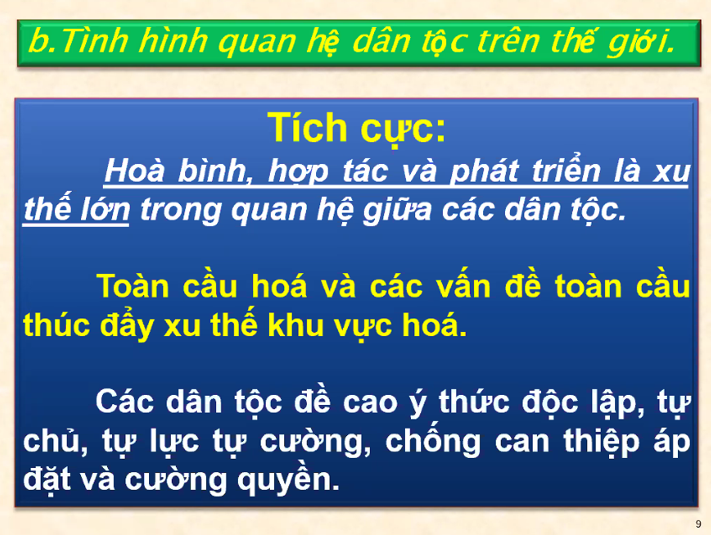 b.Tình hình quan hệ dân tộc trên thế giới.
Tích cực:
Hoà bình, hợp tác và phát triển là xu
thế lớn trong quan hệ giữa các dân tộc.
Toàn cầu hoá và các vấn đề toàn cầu
thúc đẩy xu thế khu vực hoá.
Các dân tộc đề cao ý thức độc lập, tự
chủ, tự lực tự cường, chống can thiệp áp
đặt và cường quyền.
9